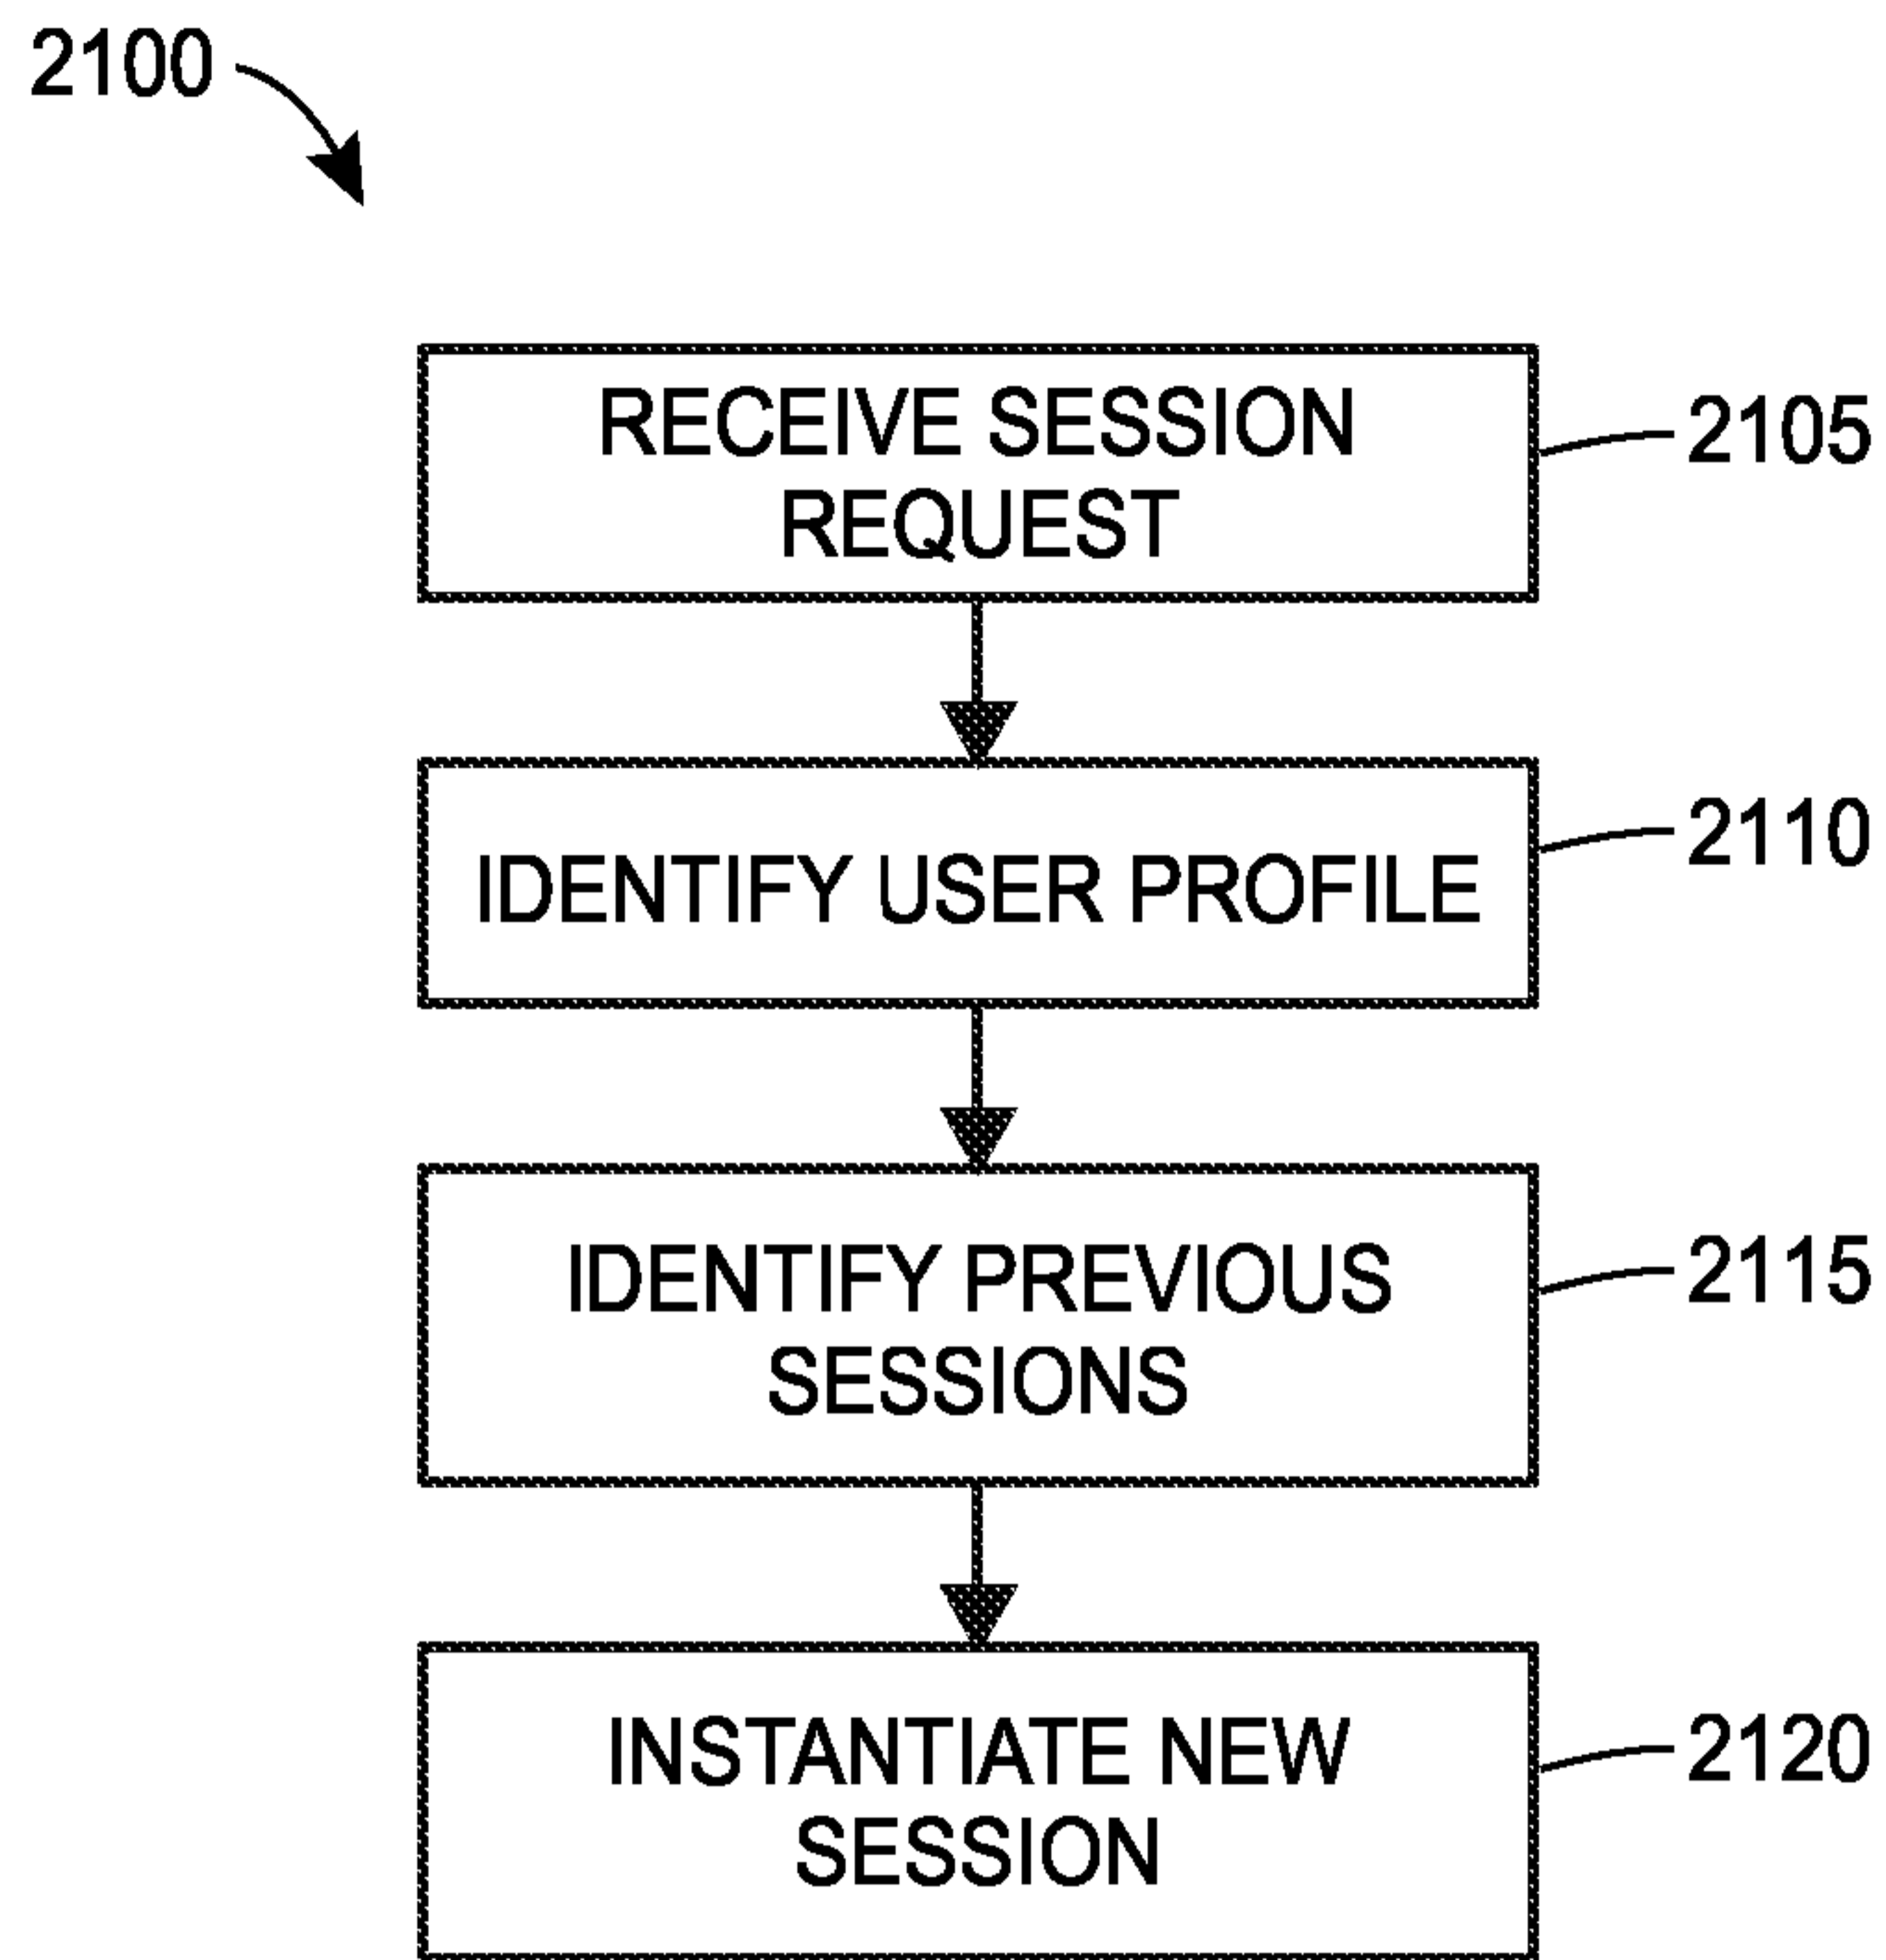 2100
RECEIVE SESSION
REQUEST
2105
IDENTIFY USER PROFILE
2110
IDENTIFY PREVIOUS
SESSIONS
2115
INSTANTIATE NEW
SESSION
2120